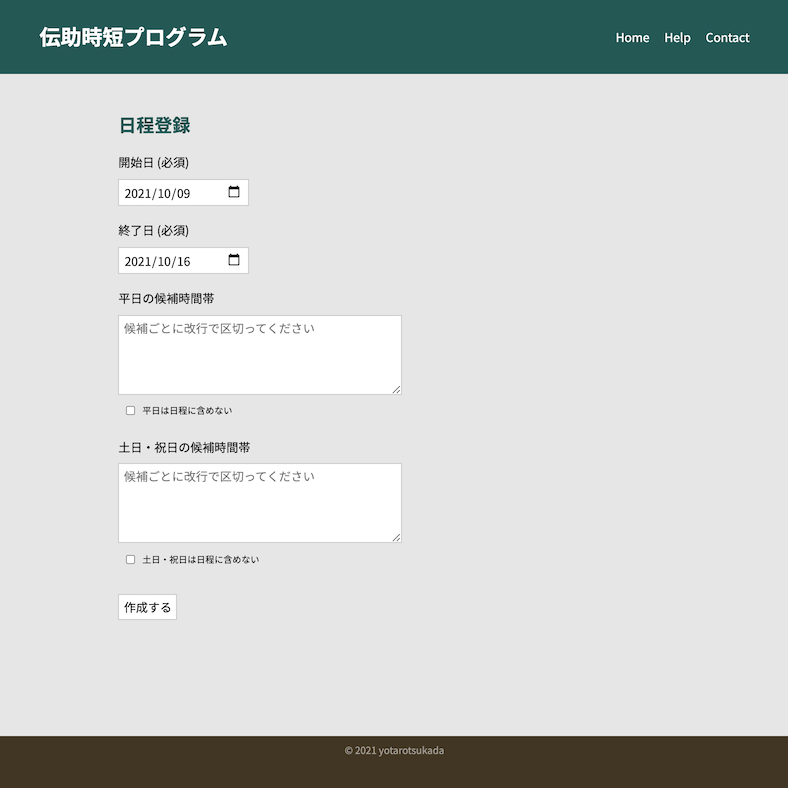 伝助時短プログラム
Home Help Contact
日程登録
開始日 (必須)
2021/10/09
終了日 (必須)
2021/10/16
平日の候補時間帯
候補ごとに改行で区切ってください
平日は日程に含めない
土日・祝日の候補時間帯
候補ごとに改行で区切ってください
土日・祝日は日程に含めない
作成する
© 2021 yotarotsukada